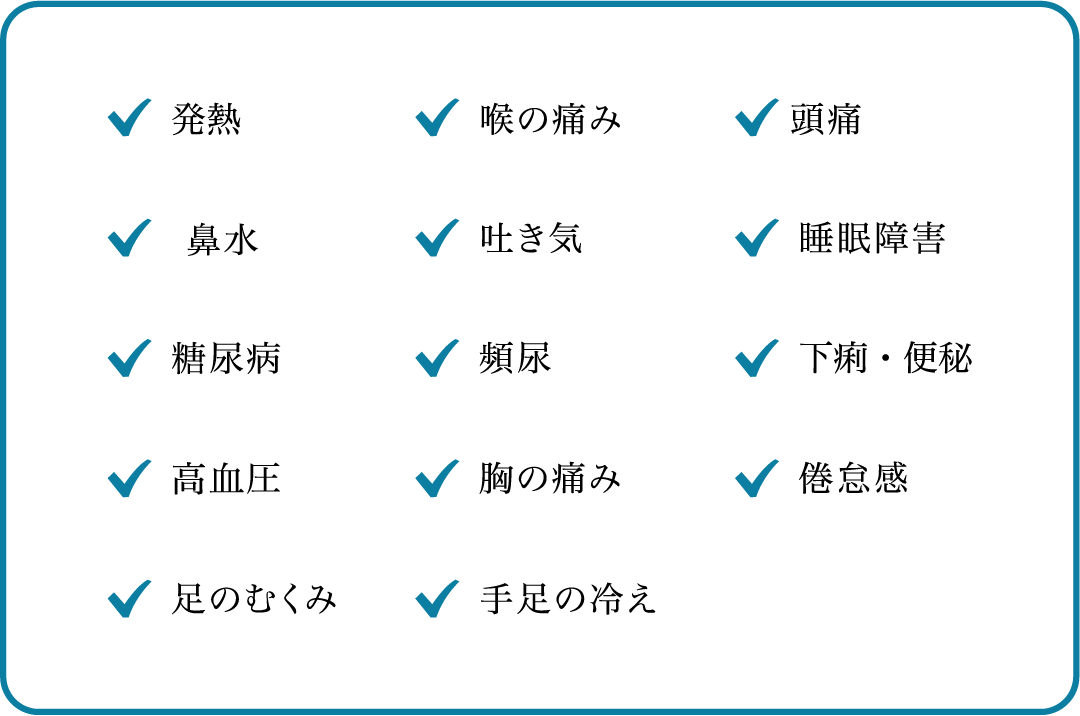 発熱
喉の痛み
頭痛
鼻水
吐き気
睡眠障害
糖尿病
頻尿
下痢・便秘
高血圧
胸の痛み
倦怠感
足のむくみ
手足の冷え